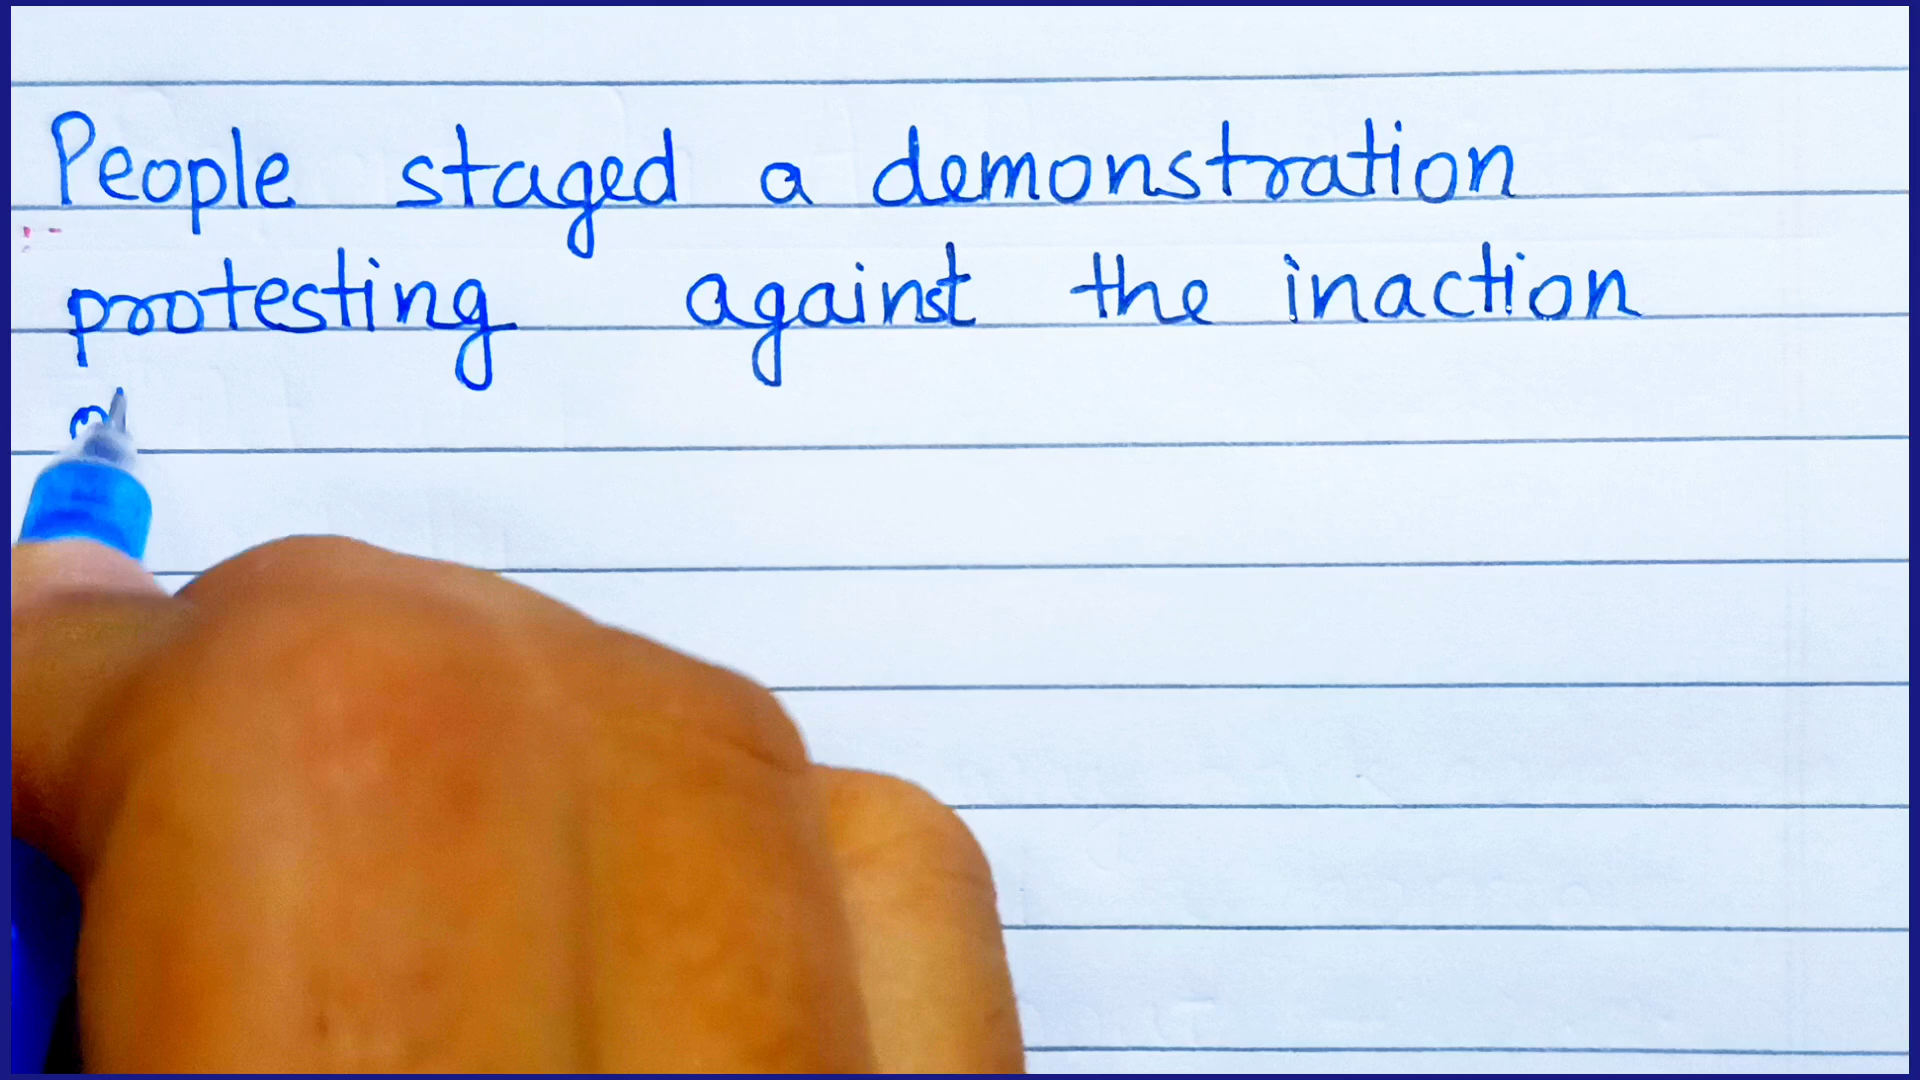 People staged a demonstration
protesting against the inaction